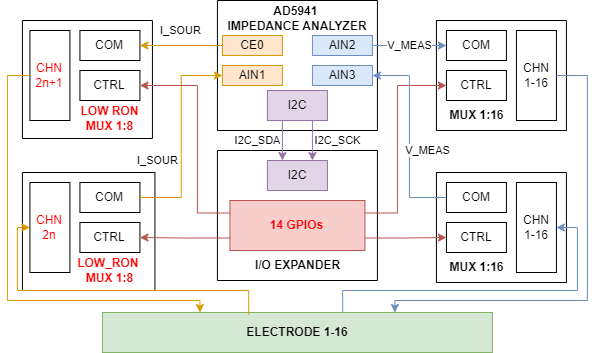 AD5941
IMPEDANCE ANALYZER
I_SOUR
V_MEAS
CHN
2n+1
COM
CTRL
LOW RON
MUX 1:8
CE0
AIN2
AIN1
AIN3
I2C
COM
CTRL
MUX 1:16
CHN
1-16
I2C_SDA
I2C_SCK
I_SOUR
V_MEAS
CHN
2n
COM
CTRL
LOW_RON
MUX 1:8
I2C
14 GPIOs
I/O EXPANDER
COM
CTRL
MUX 1:16
CHN
1-16
ELECTRODE 1-16